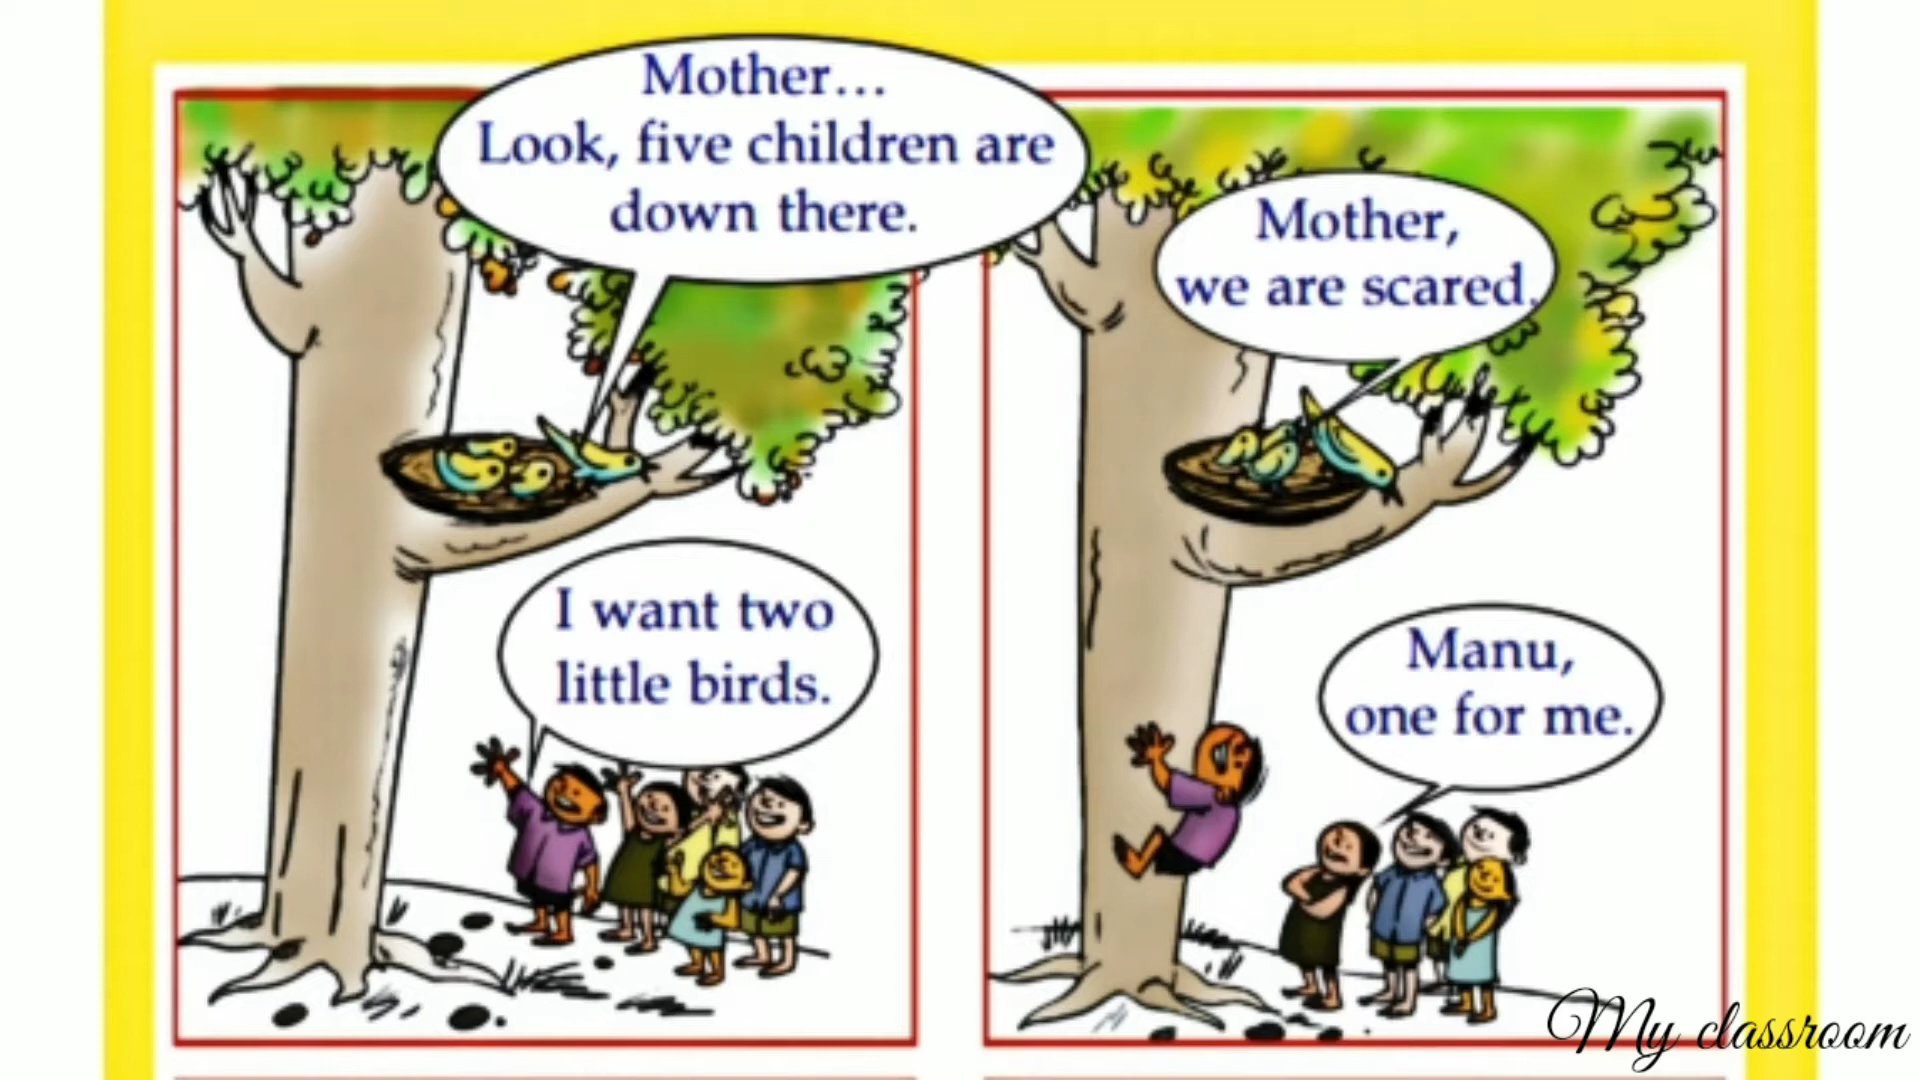 Mother…
Look, five children are
down there.
I want two
little birds.
Mother,
we are scared.
Manu,
one for me.
My classroom